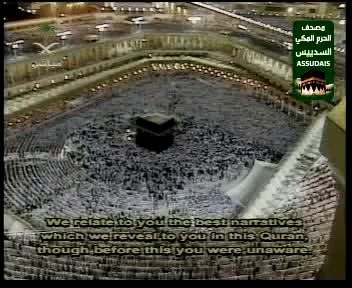 مصحف
الحرم المكي
السديس
ASSUDAIS
مباشر
We relate to you the best narratives
which we reveal to you in this Quran,
though before this you were unaware.